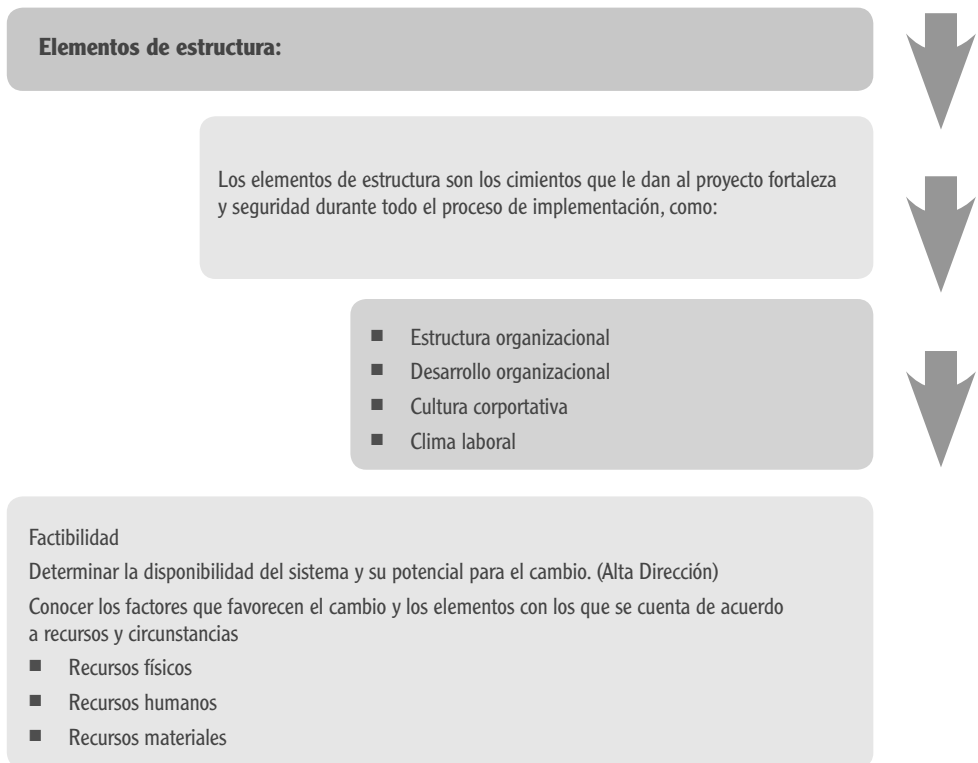 Elementos de estructura:
Los elementos de estructura son los cimientos que le dan al proyecto fortaleza
y seguridad durante todo el proceso de implementación, como:
■ Estructura organizacional
■ Desarrollo organizacional
■ Cultura corportativa
■ Clima laboral
Factibilidad
Determinar la disponibilidad del sistema y su potencial para el cambio. (Alta Dirección)
Conocer los factores que favorecen el cambio y los elementos con los que se cuenta de acuerdo
a recursos y circunstancias
■ Recursos físicos
■ Recursos humanos
■ Recursos materiales